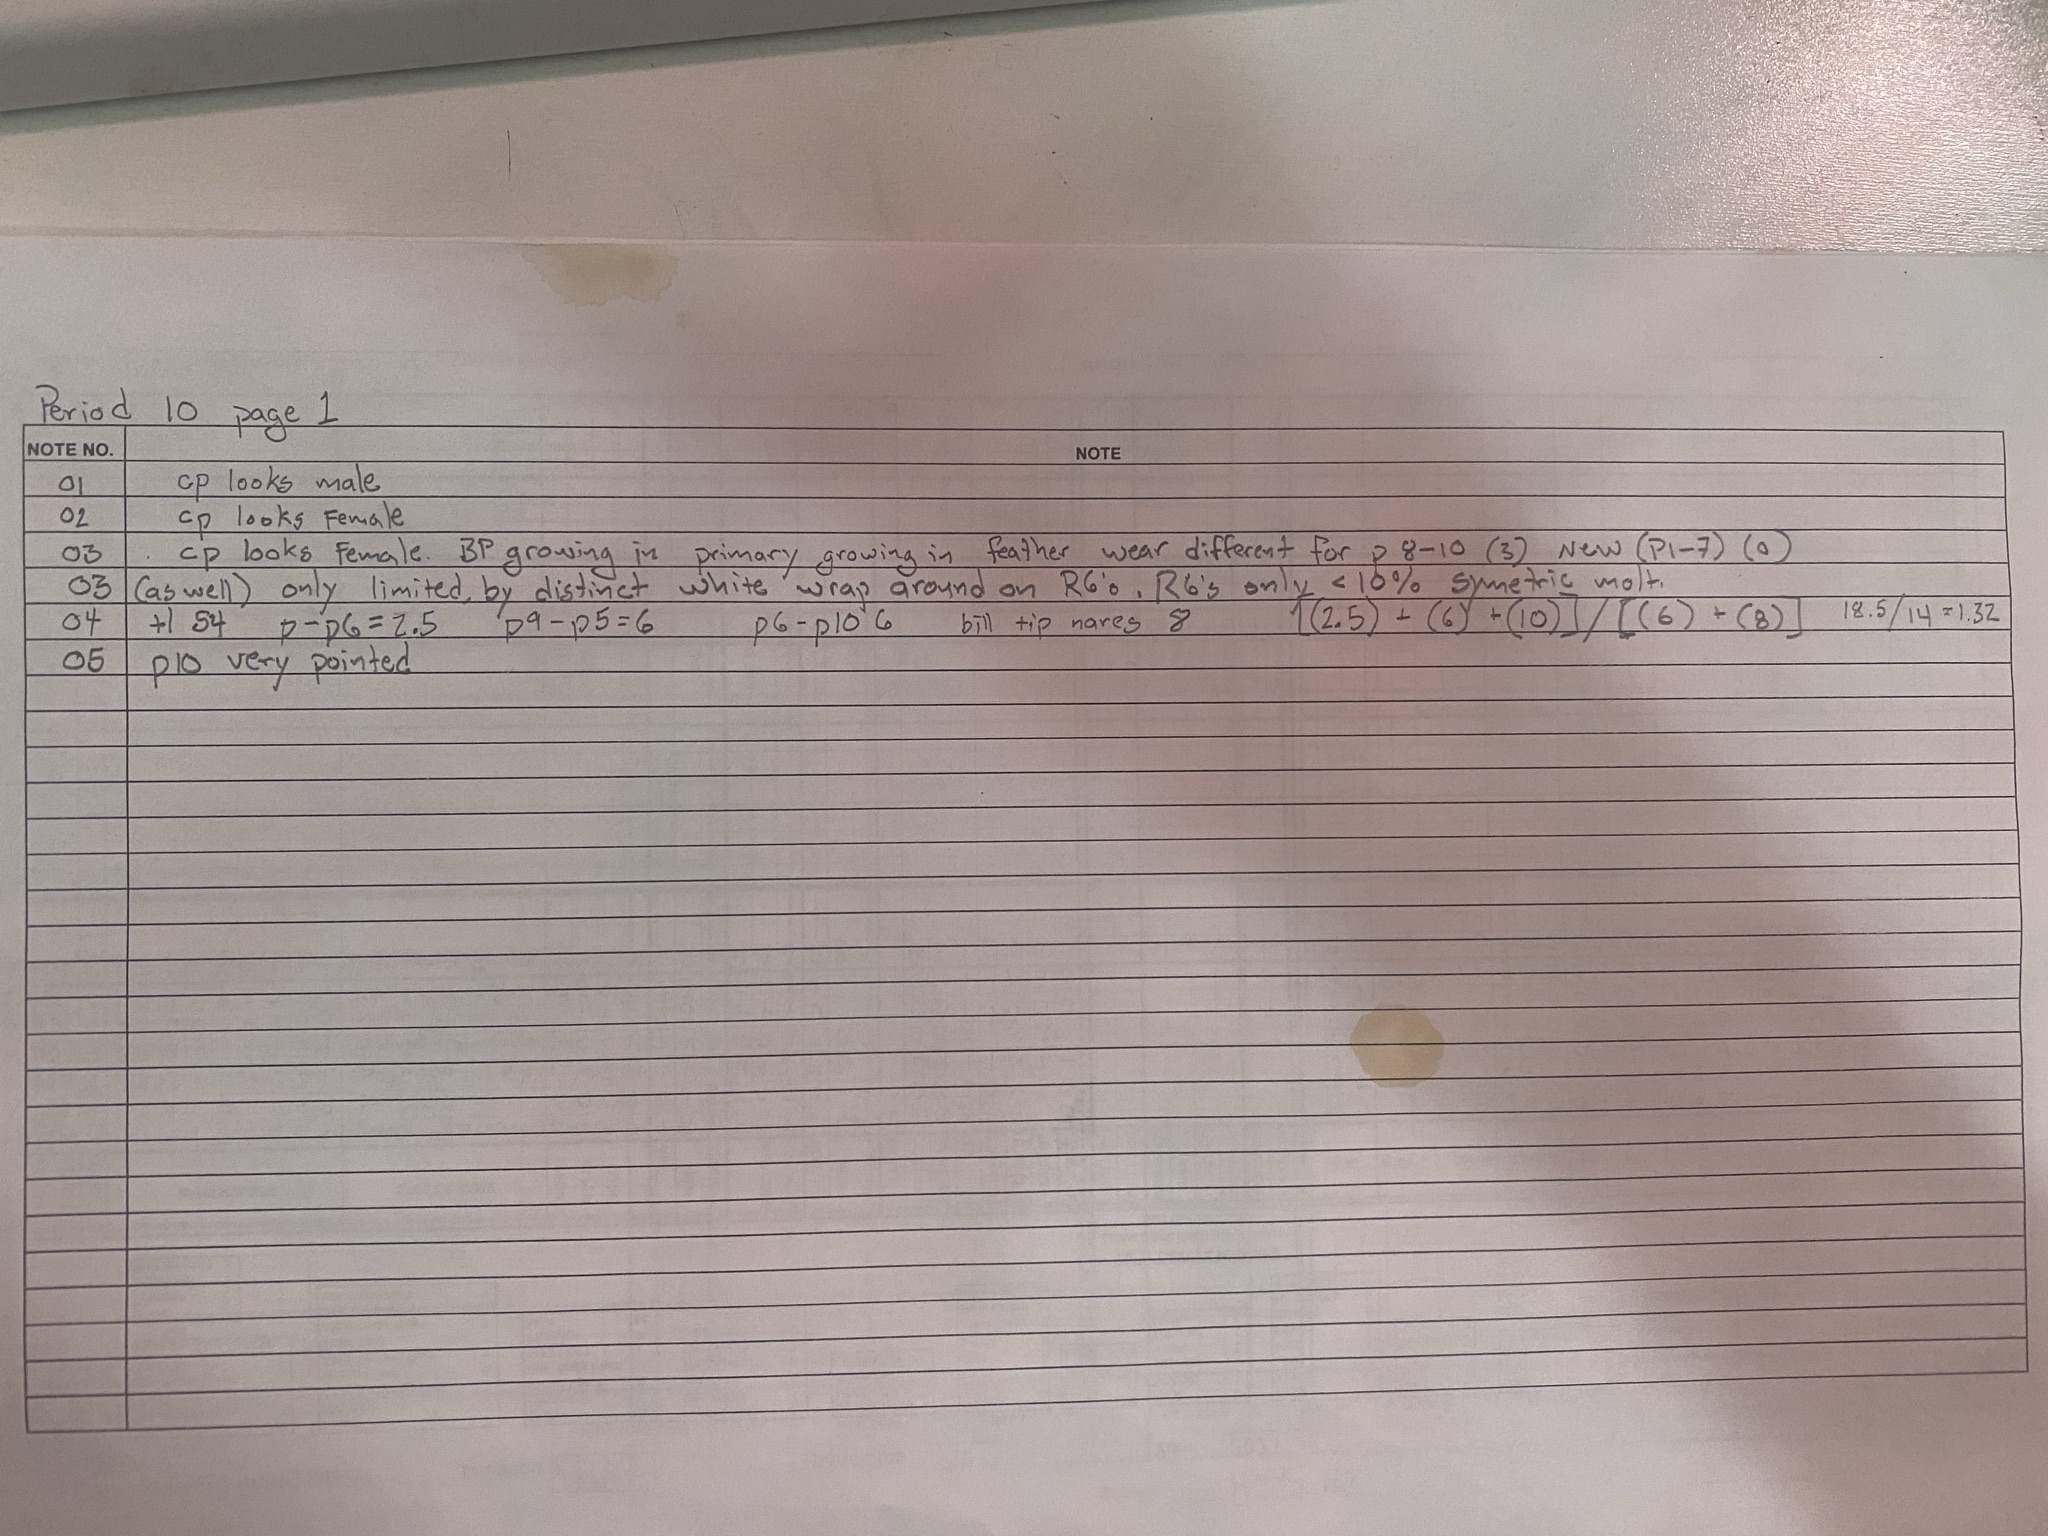 Period 10 page 1
NOTE NO. NOTE
01 cp looks male
02 cp looks Female
03 cp looks Female. BP growing in primary growing in feather wear different for p 8-10 (3) New (P1-7) (0)
03 (as well) only limited, by distinct white wrap around on R6's. R6's only < 10% symetric molt.
04 tl 54 p-p6=2.5 p9-p5=6 p6-p10 6 bill tip nares 8 [(2.5) + (6) + (10)] / [(6) + (8)] 18.5/14 = 1.32
05 p10 very pointed